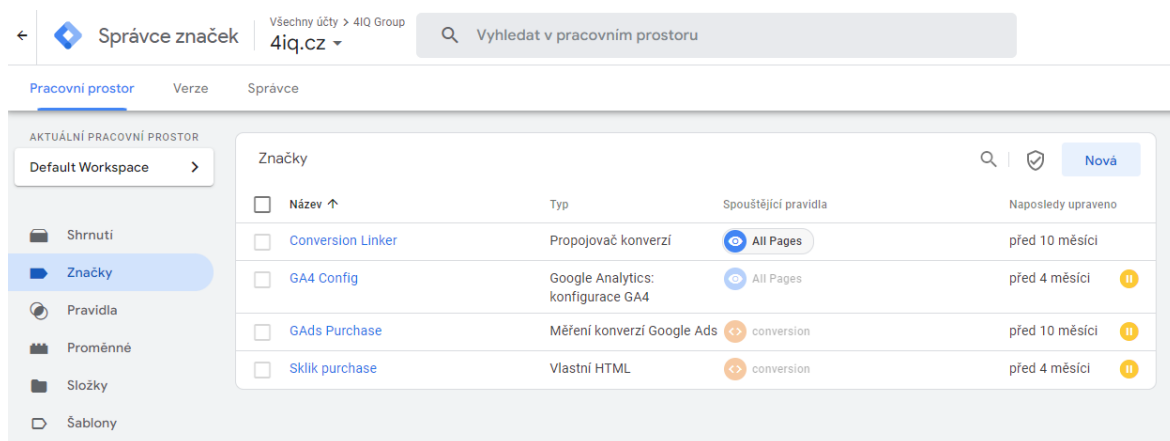 Všechny účty > 4IQ Group
Správce značek
4iq.cz
Vyhledat v pracovním prostoru
Pracovní prostor Verze Správce
AKTUÁLNÍ PRACOVNÍ PROSTOR
Default Workspace
Shrnutí
Značky
Pravidla
Proměnné
Složky
Šablony
Značky
Nová
Název Typ Spouštějící pravidla Naposledy upraveno
Conversion Linker Propojovač konverzí All Pages před 10 měsíci
GA4 Config Google Analytics: All Pages před 4 měsíci
konfigurace GA4
GAds Purchase Měření konverzí Google Ads conversion před 10 měsíci
Sklik purchase Vlastní HTML conversion před 4 měsíci